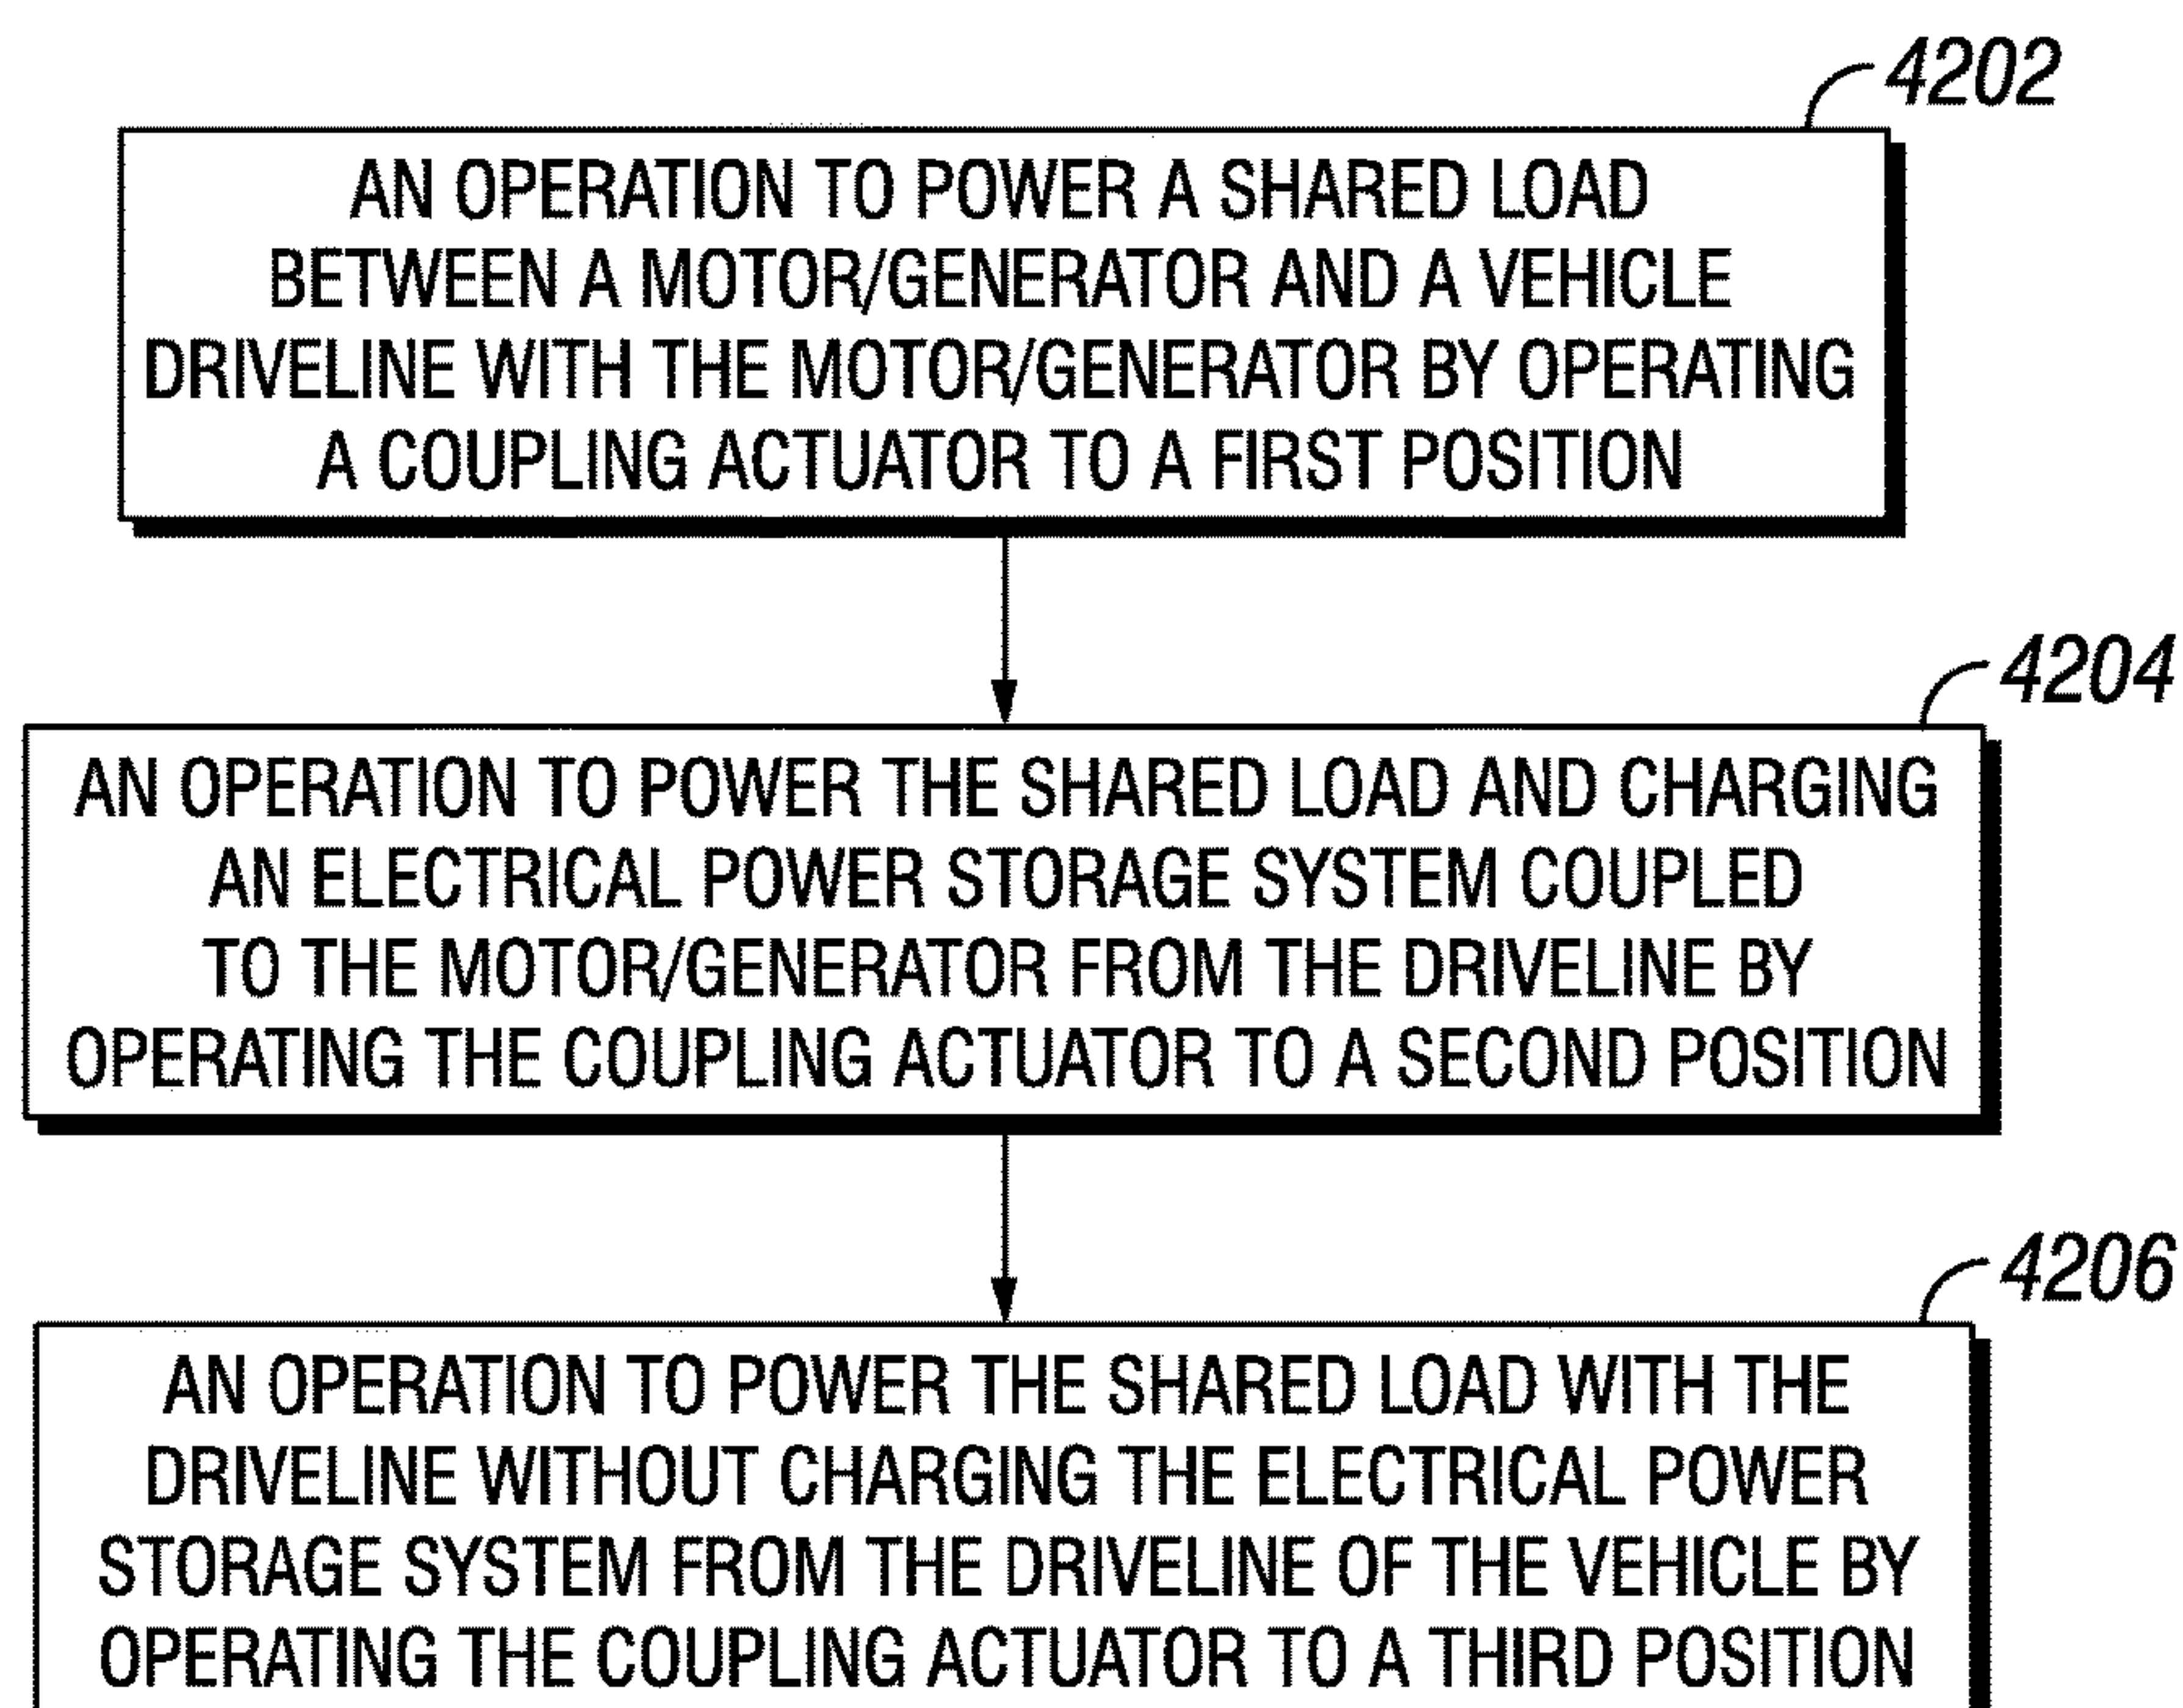 4202
AN OPERATION TO POWER A SHARED LOAD
BETWEEN A MOTOR/GENERATOR AND A VEHICLE
DRIVELINE WITH THE MOTOR/GENERATOR BY OPERATING
A COUPLING ACTUATOR TO A FIRST POSITION
4204
AN OPERATION TO POWER THE SHARED LOAD AND CHARGING
AN ELECTRICAL POWER STORAGE SYSTEM COUPLED
TO THE MOTOR/GENERATOR FROM THE DRIVELINE BY
OPERATING THE COUPLING ACTUATOR TO A SECOND POSITION
4206
AN OPERATION TO POWER THE SHARED LOAD WITH THE
DRIVELINE WITHOUT CHARGING THE ELECTRICAL POWER
STORAGE SYSTEM FROM THE DRIVELINE OF THE VEHICLE BY
OPERATING THE COUPLING ACTUATOR TO A THIRD POSITION